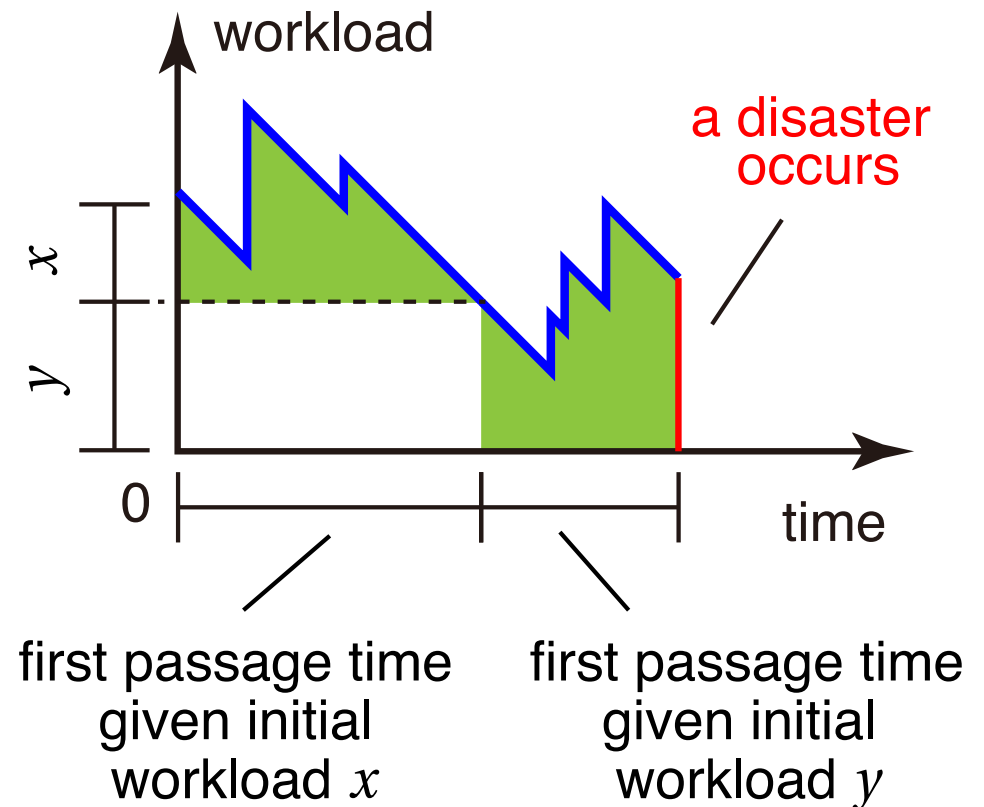 workload
a disaster
occurs
x
y
0
time
first passage time
given initial
workload x
first passage time
given initial
workload y